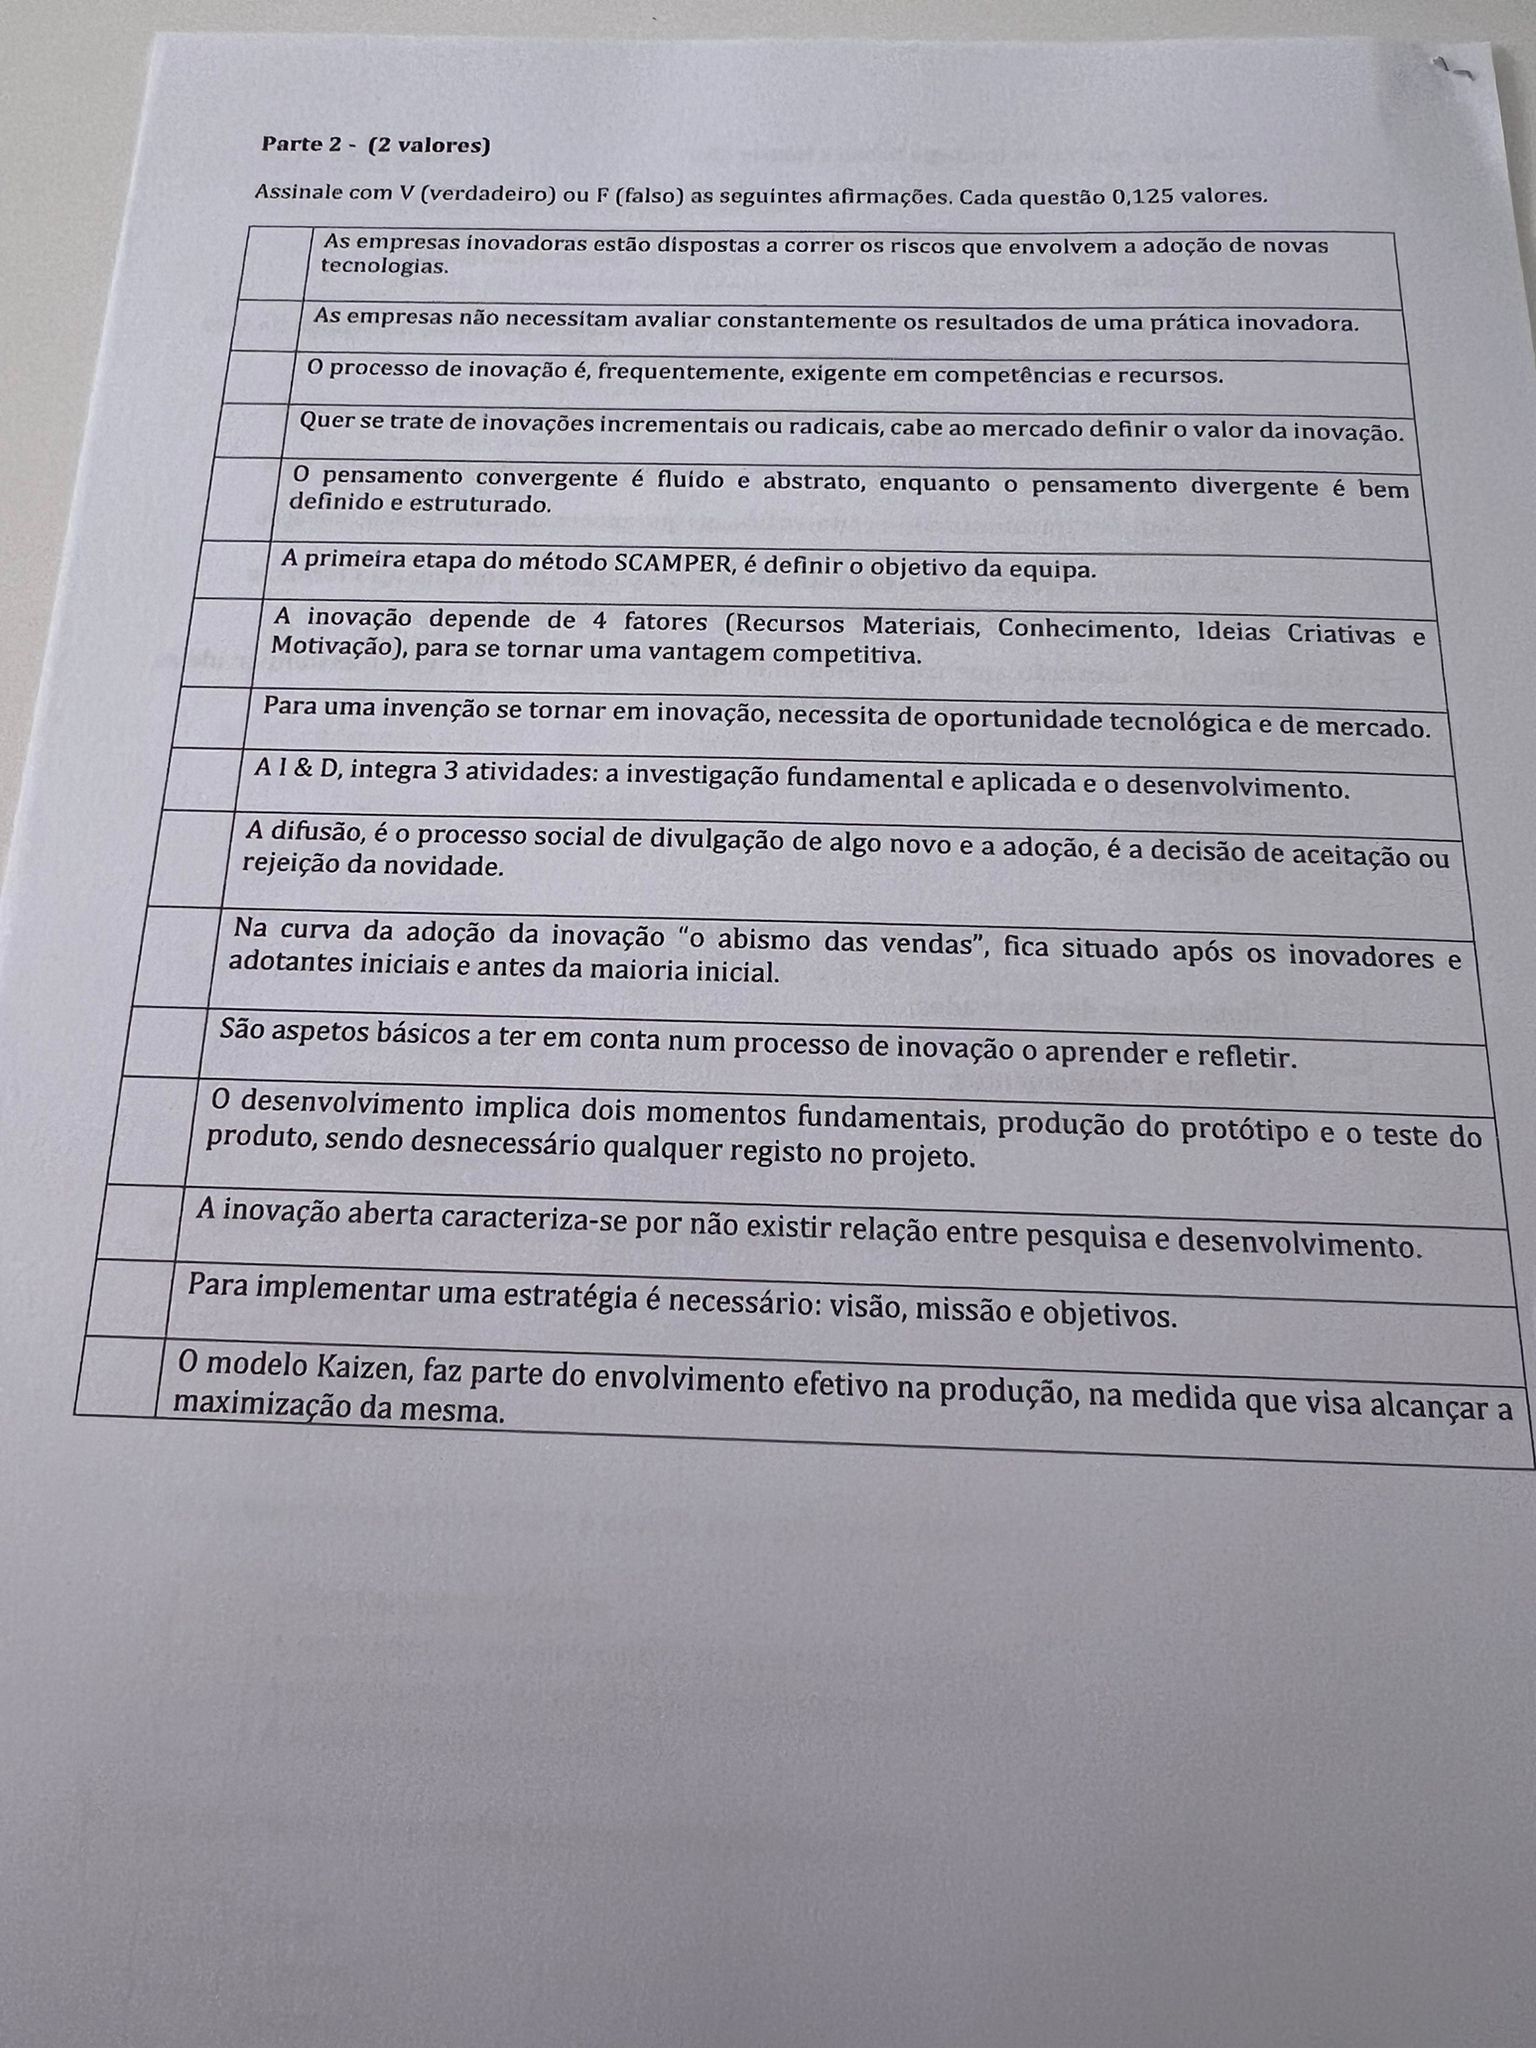 Parte 2 - (2 valores)
Assinale com V (verdadeiro) ou F (falso) as seguintes afirmações. Cada questão 0,125 valores.
As empresas inovadoras estão dispostas a correr os riscos que envolvem a adoção de novas
tecnologias.
As empresas não necessitam avaliar constantemente os resultados de uma prática inovadora.
O processo de inovação é, frequentemente, exigente em competências e recursos.
Quer se trate de inovações incrementais ou radicais, cabe ao mercado definir o valor da inovação.
O pensamento convergente é fluído e abstrato, enquanto o pensamento divergente é bem
definido e estruturado.
A primeira etapa do método SCAMPER, é definir o objetivo da equipa.
A inovação depende de 4 fatores (Recursos Materiais, Conhecimento, Ideias Criativas e
Motivação), para se tornar uma vantagem competitiva.
Para uma invenção se tornar em inovação, necessita de oportunidade tecnológica e de mercado.
A I & D, integra 3 atividades: a investigação fundamental e aplicada e o desenvolvimento.
A difusão, é o processo social de divulgação de algo novo e a adoção, é a decisão de aceitação ou
rejeição da novidade.
Na curva da adoção da inovação "o abismo das vendas", fica situado após os inovadores e
adotantes iniciais e antes da maioria inicial.
São aspetos básicos a ter em conta num processo de inovação o aprender e refletir.
O desenvolvimento implica dois momentos fundamentais, produção do protótipo e o teste do
produto, sendo desnecessário qualquer registo no projeto.
A inovação aberta caracteriza-se por não existir relação entre pesquisa e desenvolvimento.
Para implementar uma estratégia é necessário: visão, missão e objetivos.
O modelo Kaizen, faz parte do envolvimento efetivo na produção, na medida que visa alcançar a
maximização da mesma.